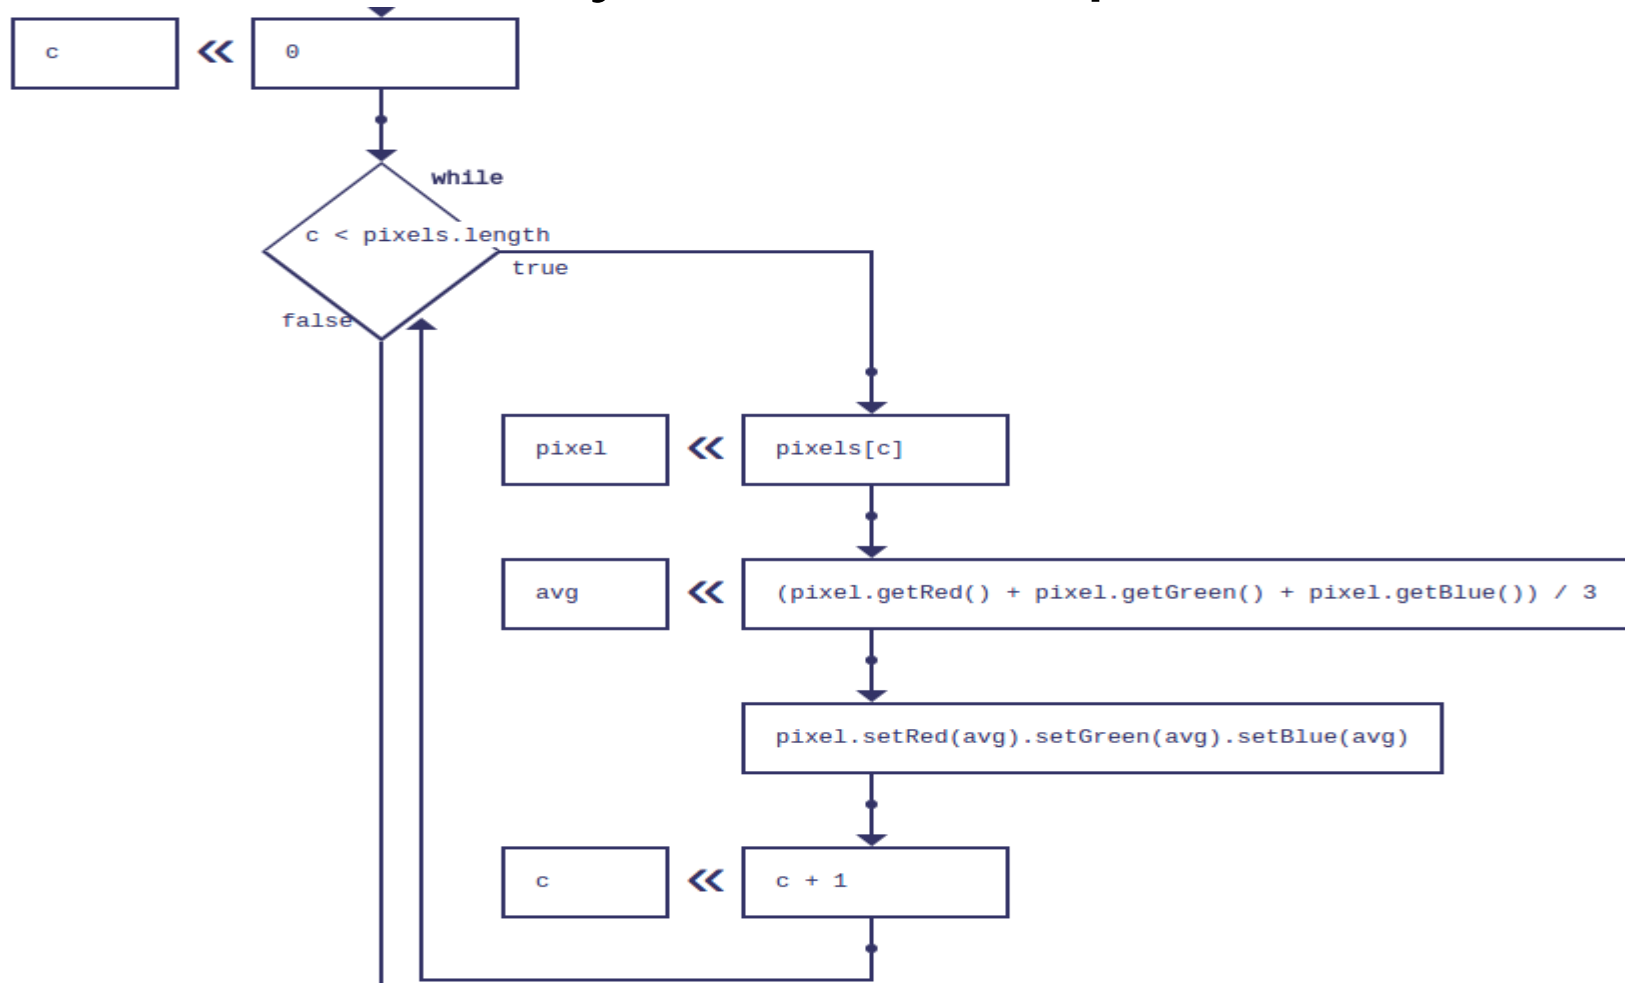 c << 0
while
c < pixels.length
true
false
pixel << pixels[c]
avg << (pixel.getRed() + pixel.getGreen() + pixel.getBlue()) / 3
pixel.setRed(avg).setGreen(avg).setBlue(avg)
c << c + 1